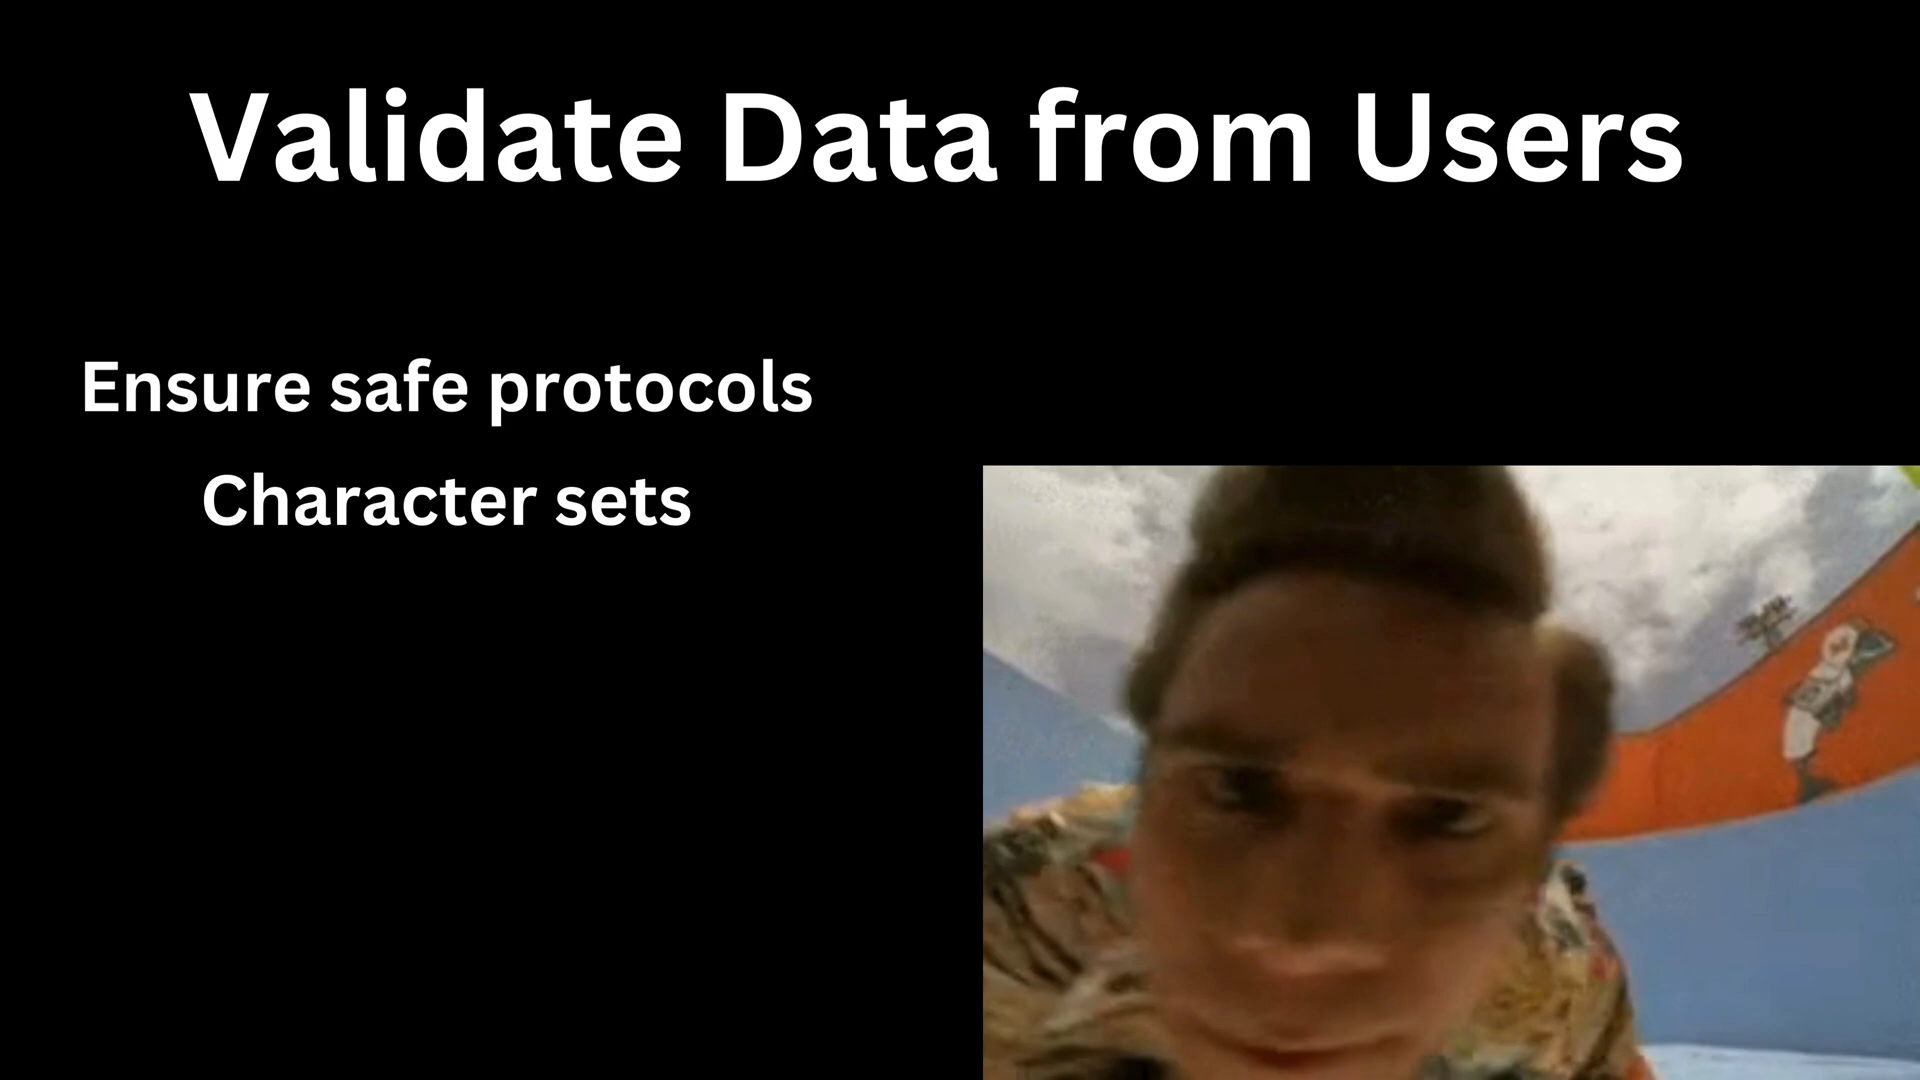 Validate Data from Users
Ensure safe protocols
Character sets